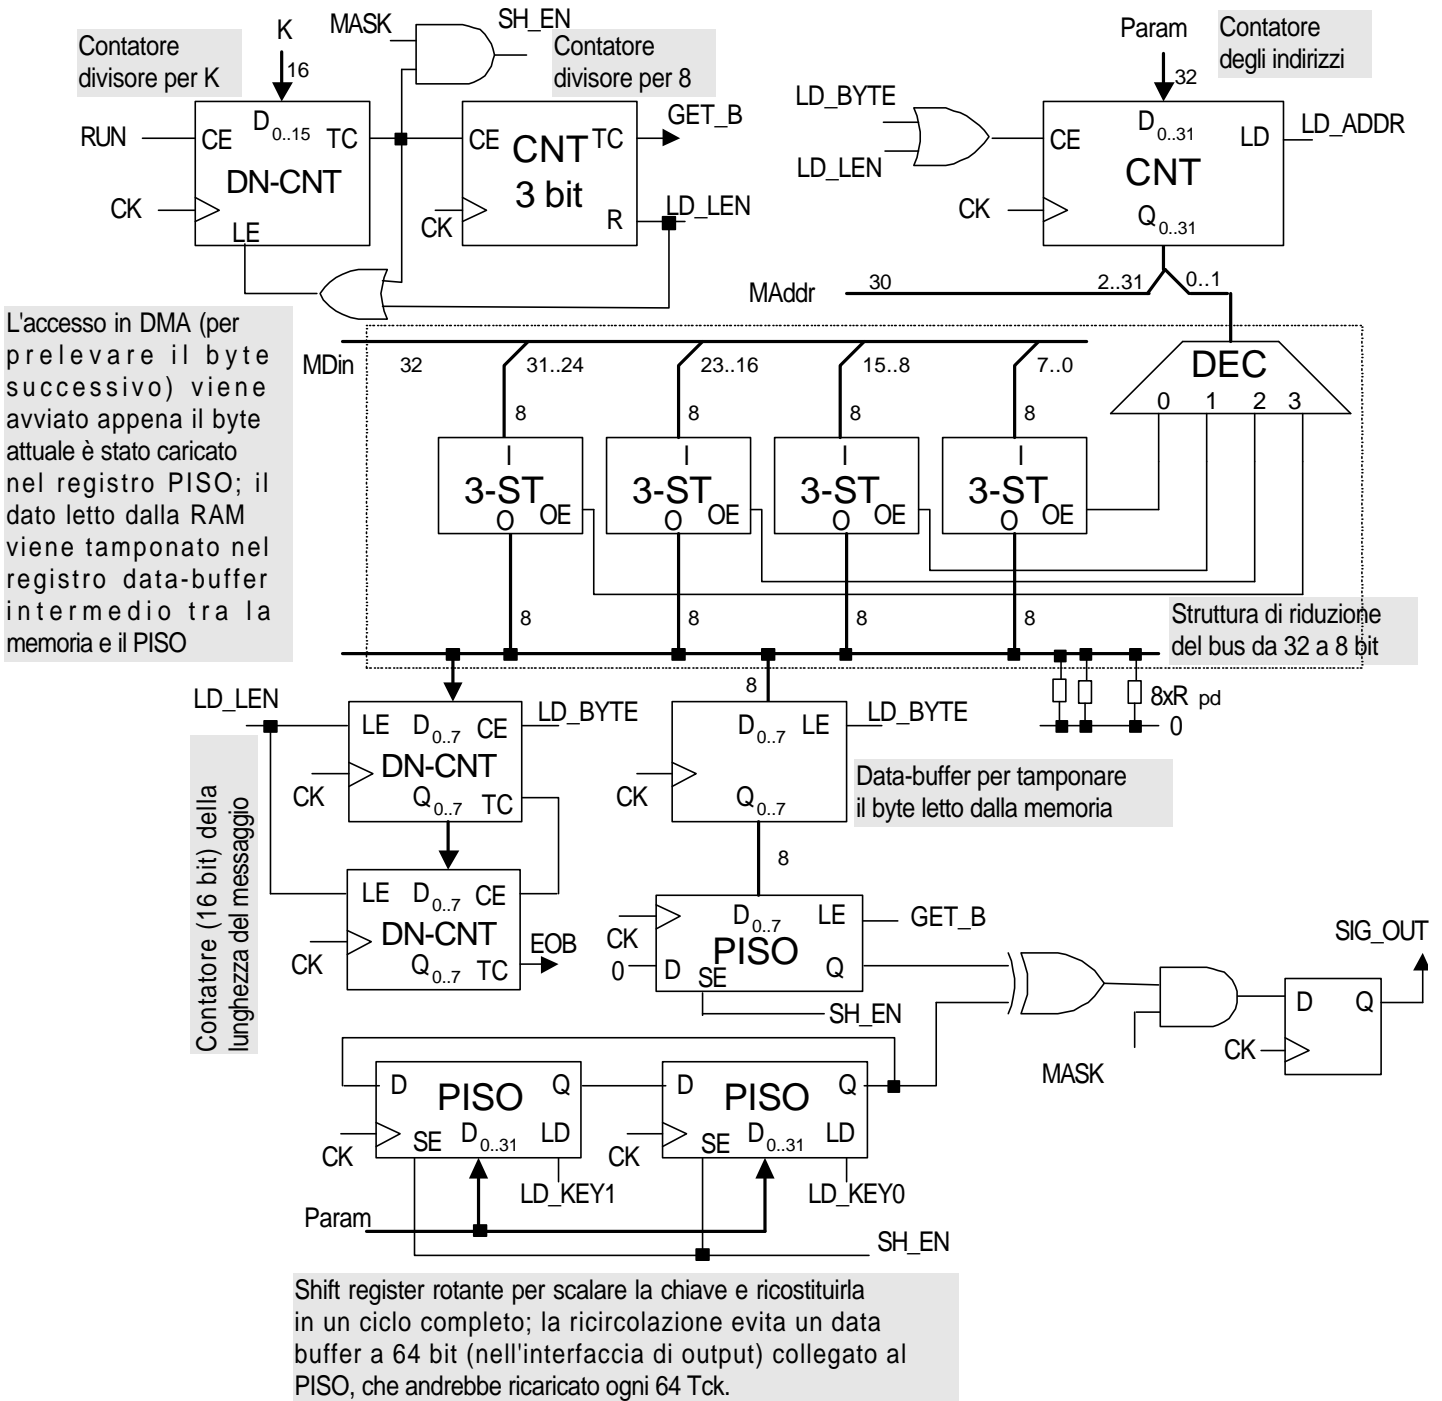 K
MASK
SH_EN
Param
Contatore
divisore per K
Contatore
divisore per 8
Contatore
degli indirizzi
16
32
LD_BYTE
LD_LEN
RUN
CE
D0..15
TC
DN-CNT
CK
LE
CE
CNT
3 bit
TC
GET_B
CK
R
LD_LEN
CE
D0..31
LD
LD_ADDR
CNT
CK
Q0..31
MAddr
30
2..31
0..1
L'accesso in DMA (per
prelevare il byte
successivo) viene
avviato appena il byte
attuale è stato caricato
nel registro PISO; il
dato letto dalla RAM
viene tamponato nel
registro data-buffer
intermedio tra la
memoria e il PISO
MDin
32
31..24
23..16
15..8
7..0
DEC
0 1 2 3
8
8
8
8
I
3-ST
O OE
I
3-ST
O OE
I
3-ST
O OE
I
3-ST
O OE
8
8
8
8
Struttura di riduzione
del bus da 32 a 8 bit
8xR pd
0
LD_LEN
LE D0..7 CE
LD_BYTE
DN-CNT
CK
Q0..7 TC
8
D0..7 LE
LD_BYTE
CK
Q0..7
Data-buffer per tamponare
il byte letto dalla memoria
Contatore (16 bit) della
lunghezza del messaggio
LE D0..7 CE
DN-CNT
CK
Q0..7 TC
EOB
8
D0..7 LE
GET_B
CK
PISO
0
D
SE
Q
SH_EN
MASK
D Q
CK
SIG_OUT
D
PISO
Q
CK
SE D0..31 LD
LD_KEY1
D
PISO
Q
CK
SE D0..31 LD
LD_KEY0
Param
SH_EN
Shift register rotante per scalare la chiave e ricostituirla
in un ciclo completo; la ricircolazione evita un data
buffer a 64 bit (nell'interfaccia di output) collegato al
PISO, che andrebbe ricaricato ogni 64 Tck.